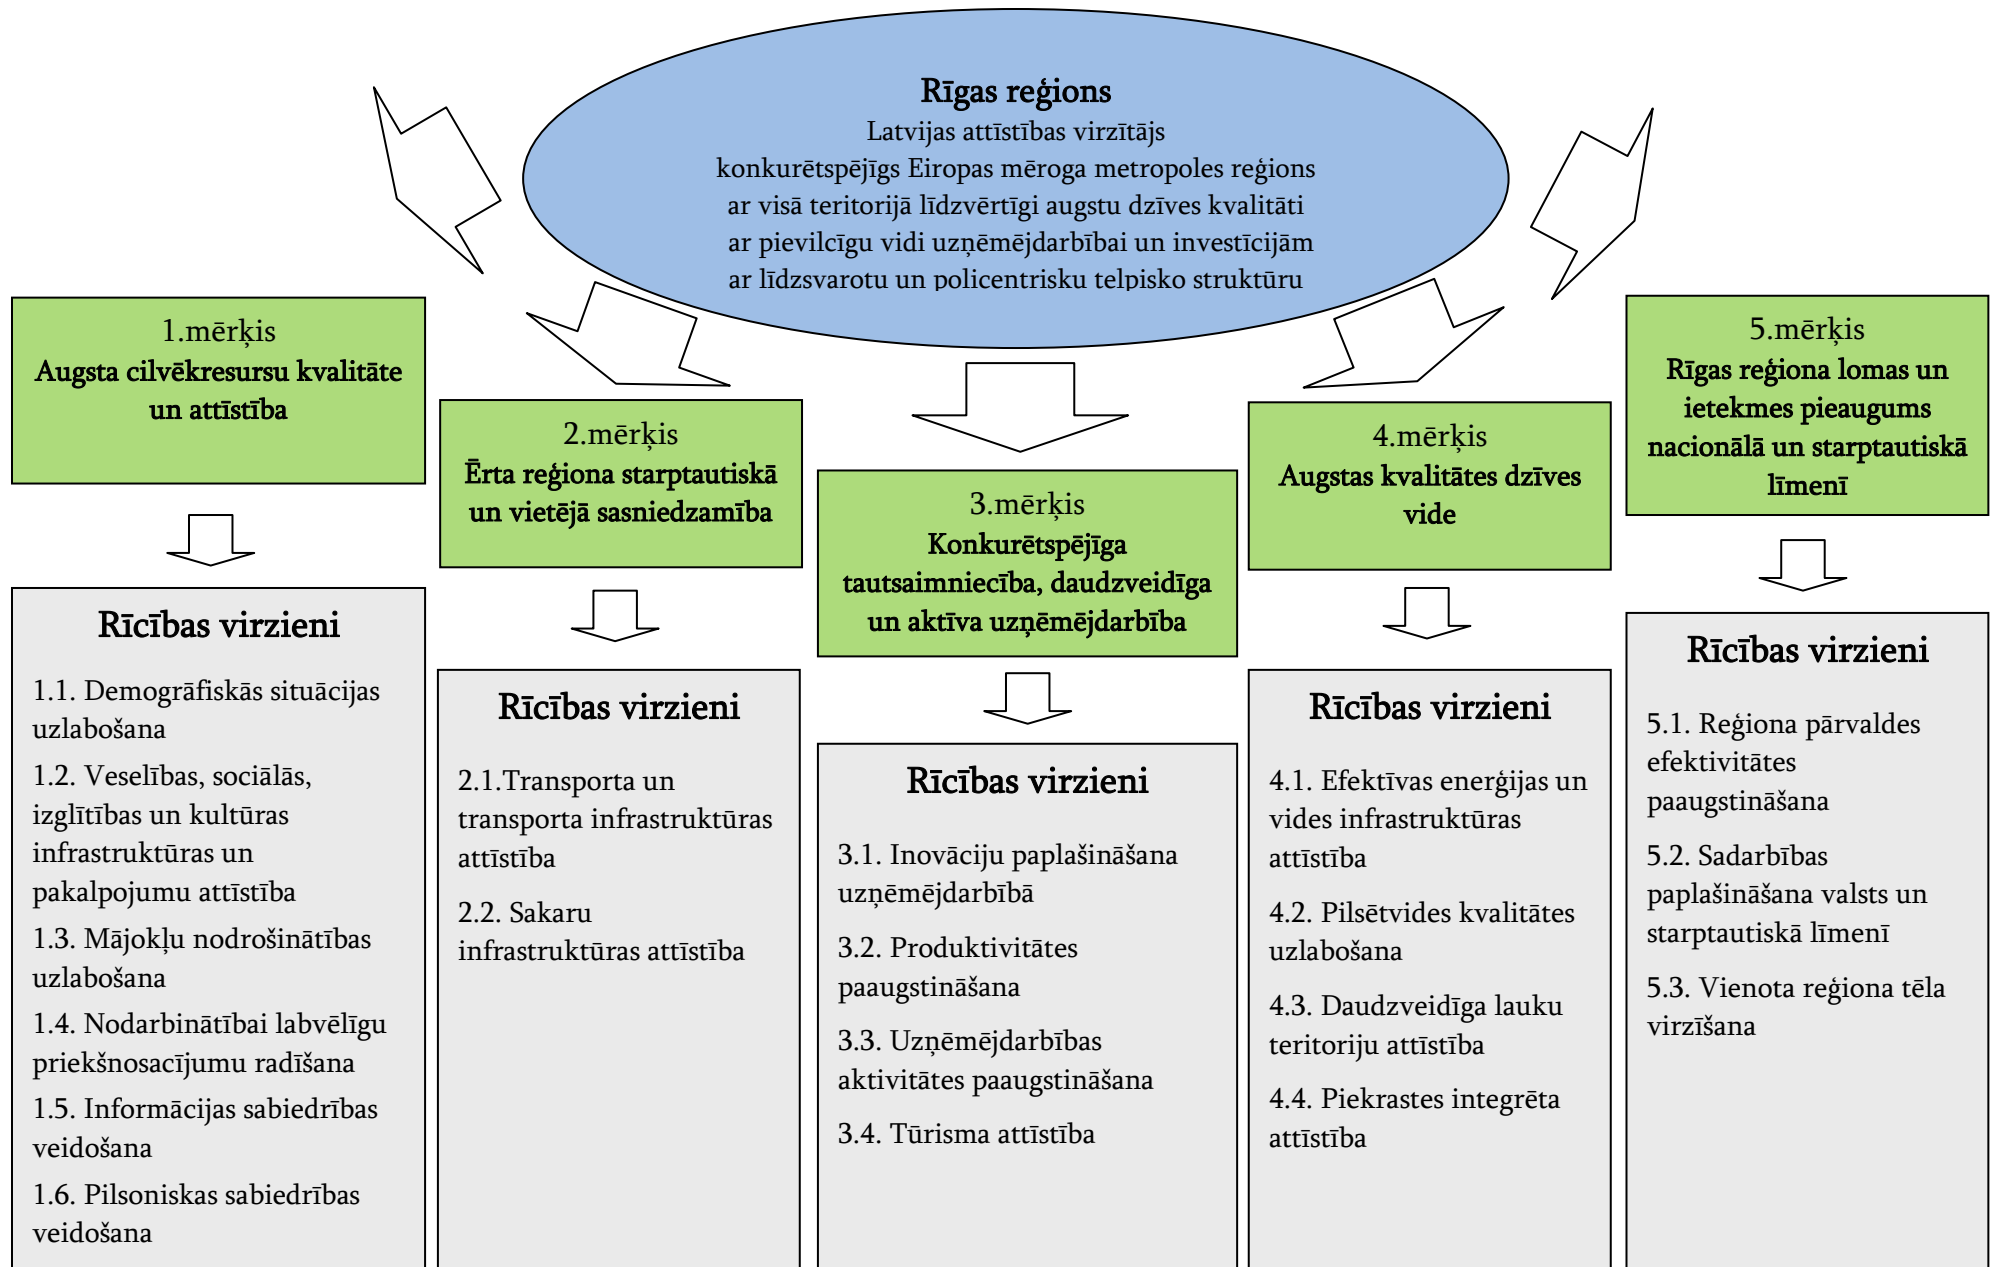 Rīgas reģions
Latvijas attīstības virzītājs
konkurētspējīgs Eiropas mēroga metropoles reģions
ar visā teritorijā līdzvērtīgi augstu dzīves kvalitāti
ar pievilcīgu vidi uzņēmējdarbībai un investīcijām
ar līdzsvarotu un policentrisku telpisko struktūru
1.mērķis
Augsta cilvēkresursu kvalitāte
un attīstība
Rīcības virzieni
1.1. Demogrāfiskās situācijas
uzlabošana
1.2. Veselības, sociālās,
izglītības un kultūras
infrastruktūras un
pakalpojumu attīstība
1.3. Mājokļu nodrošinātības
uzlabošana
1.4. Nodarbinātībai labvēlīgu
priekšnosacījumu radīšana
1.5. Informācijas sabiedrības
veidošana
1.6. Pilsoniskas sabiedrības
veidošana
2.mērķis
Ērta reģiona starptautiskā
un vietējā sasniedzamība
Rīcības virzieni
2.1.Transporta un
transporta infrastruktūras
attīstība
2.2. Sakaru
infrastruktūras attīstība
3.mērķis
Konkurētspējīga
tautsaimniecība, daudzveidīga
un aktīva uzņēmējdarbība
Rīcības virzieni
3.1. Inovāciju paplašināšana
uzņēmējdarbībā
3.2. Produktivitātes
paaugstināšana
3.3. Uzņēmējdarbības
aktivitātes paaugstināšana
3.4. Tūrisma attīstība
4.mērķis
Augstas kvalitātes dzīves
vide
Rīcības virzieni
4.1. Efektīvas enerģijas un
vides infrastruktūras
attīstība
4.2. Pilsētvides kvalitātes
uzlabošana
4.3. Daudzveidīga lauku
teritoriju attīstība
4.4. Piekrastes integrēta
attīstība
5.mērķis
Rīgas reģiona lomas un
ietekmes pieaugums
nacionālā un starptautiskā
līmenī
Rīcības virzieni
5.1. Reģiona pārvaldes
efektivitātes
paaugstināšana
5.2. Sadarbības
paplašināšana valsts un
starptautiskā līmenī
5.3. Vienota reģiona tēla
virzīšana